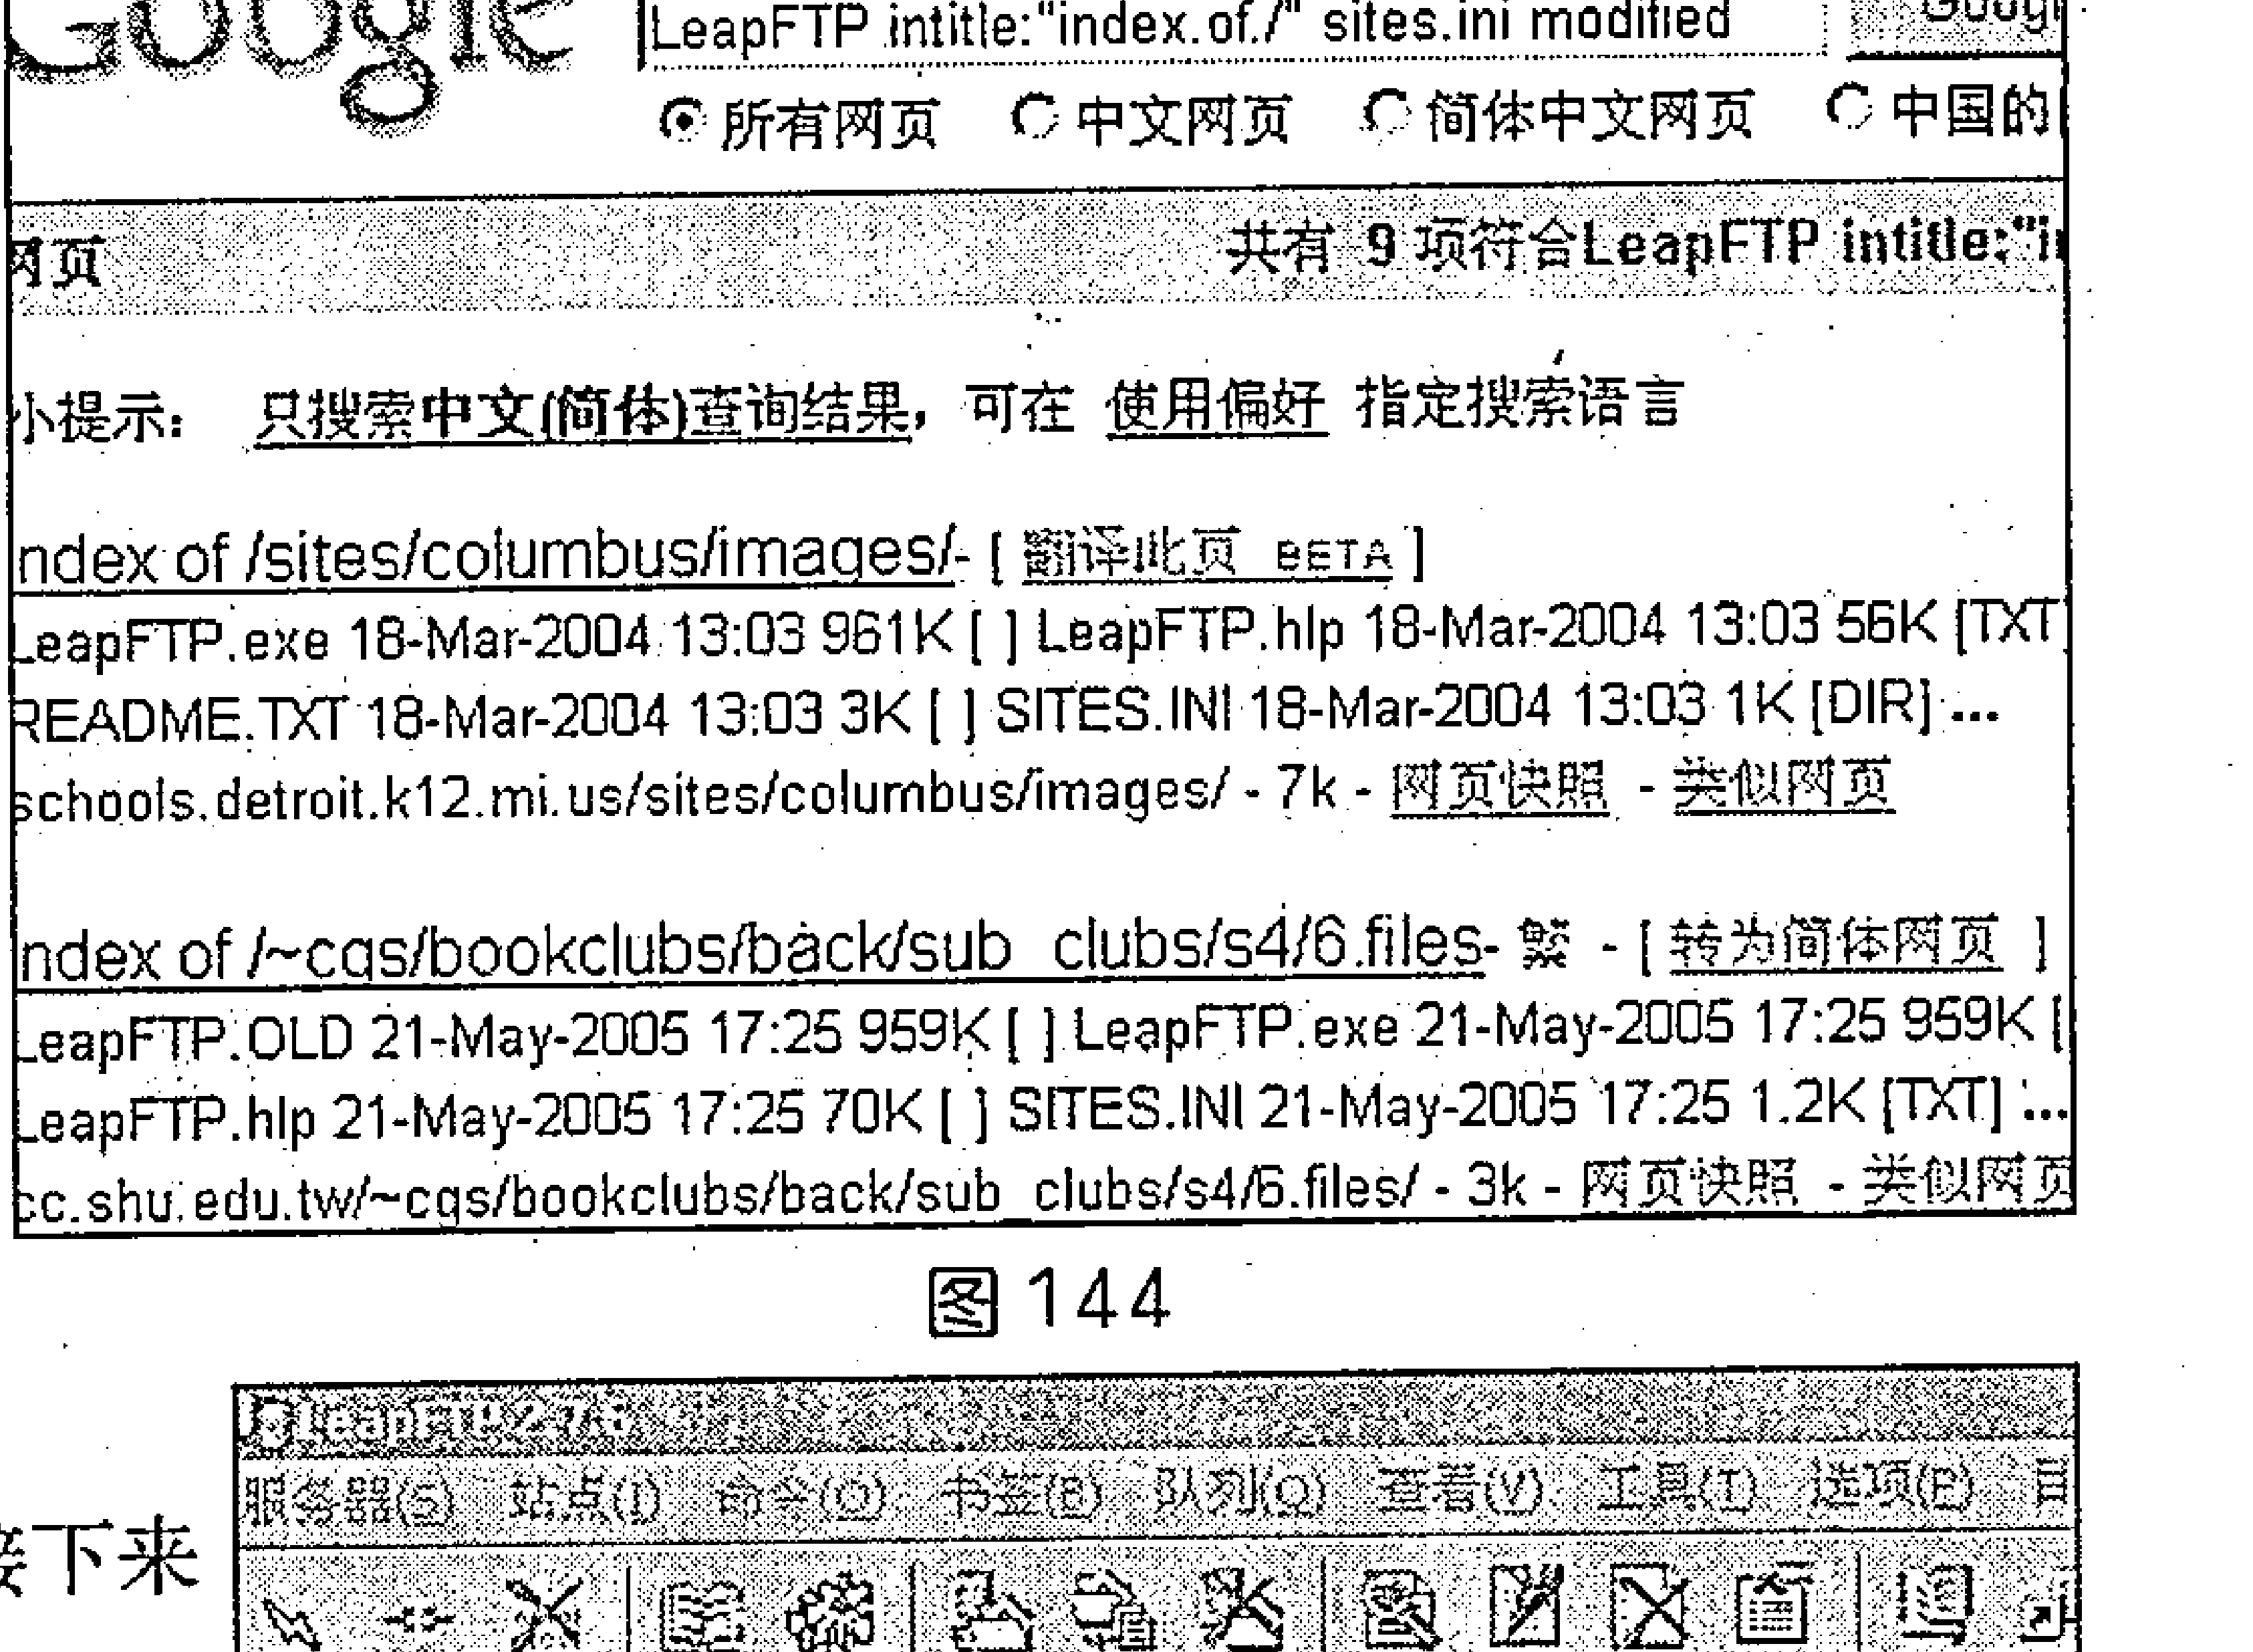 Google
LeapFTP intitle:"index.of./" sites.ini modified
Googl
所有网页 中文网页 简体中文网页 中国的
网页 共有 9 项符合LeapFTP intitle:"i
小提示： 只搜索中文(简体)查询结果，可在 使用偏好 指定搜索语言
ndex of /sites/columbus/images/- [ 翻译此页 BETA ]
LeapFTP.exe 18-Mar-2004 13:03 961K [ ] LeapFTP.hlp 18-Mar-2004 13:03 56K [TXT
README.TXT 18-Mar-2004 13:03 3K [ ] SITES.INI 18-Mar-2004 13:03 1K [DIR] ...
schools.detroit.k12.mi.us/sites/columbus/images/ - 7k - 网页快照 - 类似网页
ndex of /~cgs/bookclubs/back/sub_clubs/s4/6.files- 繁 - [ 转为简体网页 ]
LeapFTP.OLD 21-May-2005 17:25 959K [ ] LeapFTP.exe 21-May-2005 17:25 959K [
LeapFTP.hlp 21-May-2005 17:25 70K [ ] SITES.INI 21-May-2005 17:25 1.2K [TXT] ...
cc.shu.edu.tw/~cgs/bookclubs/back/sub_clubs/s4/6.files/ - 3k - 网页快照 - 类似网页
图 144
LeapFTP 2.7.6
服务器(S) 站点(I) 命令(O) 书签(B) 队列(Q) 查看(V) 工具(T) 选项(P)
接下来